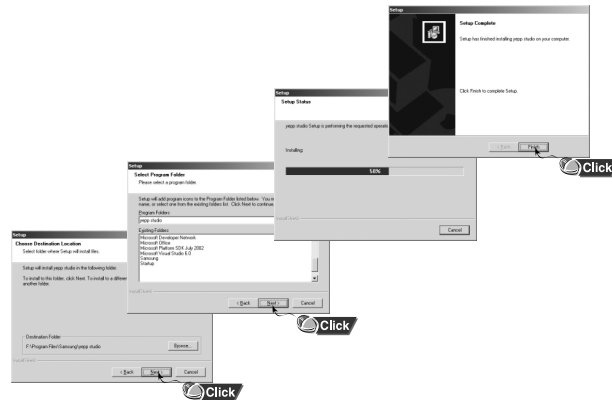 Setup
Choose Destination Location
Select folder where Setup will install files.
Setup will install yepp studio in the following folder.
To install to this folder, click Next. To install to a different
another folder.
Destination Folder
F:\Program Files\Samsung\yepp studio
Browse...
InstallShield
< Back
Next >
Cancel
Click
Setup
Select Program Folder
Please select a program folder.
Setup will add program icons to the Program Folder listed below. You m
name, or select one from the existing folders list. Click Next to continue.
Program Folders:
yepp studio
Existing Folders:
Microsoft Developer Network
Microsoft Office
Microsoft Platform SDK July 2002
Microsoft Visual Studio 6.0
Samsung
Startup
InstallShield
< Back
Next >
Cancel
Click
Setup
Setup Status
yepp studio Setup is performing the requested operati
Installing:
58%
InstallShield
Cancel
Setup
Setup Complete
Setup has finished installing yepp studio on your computer.
Click Finish to complete Setup.
< Back
Finish
Click